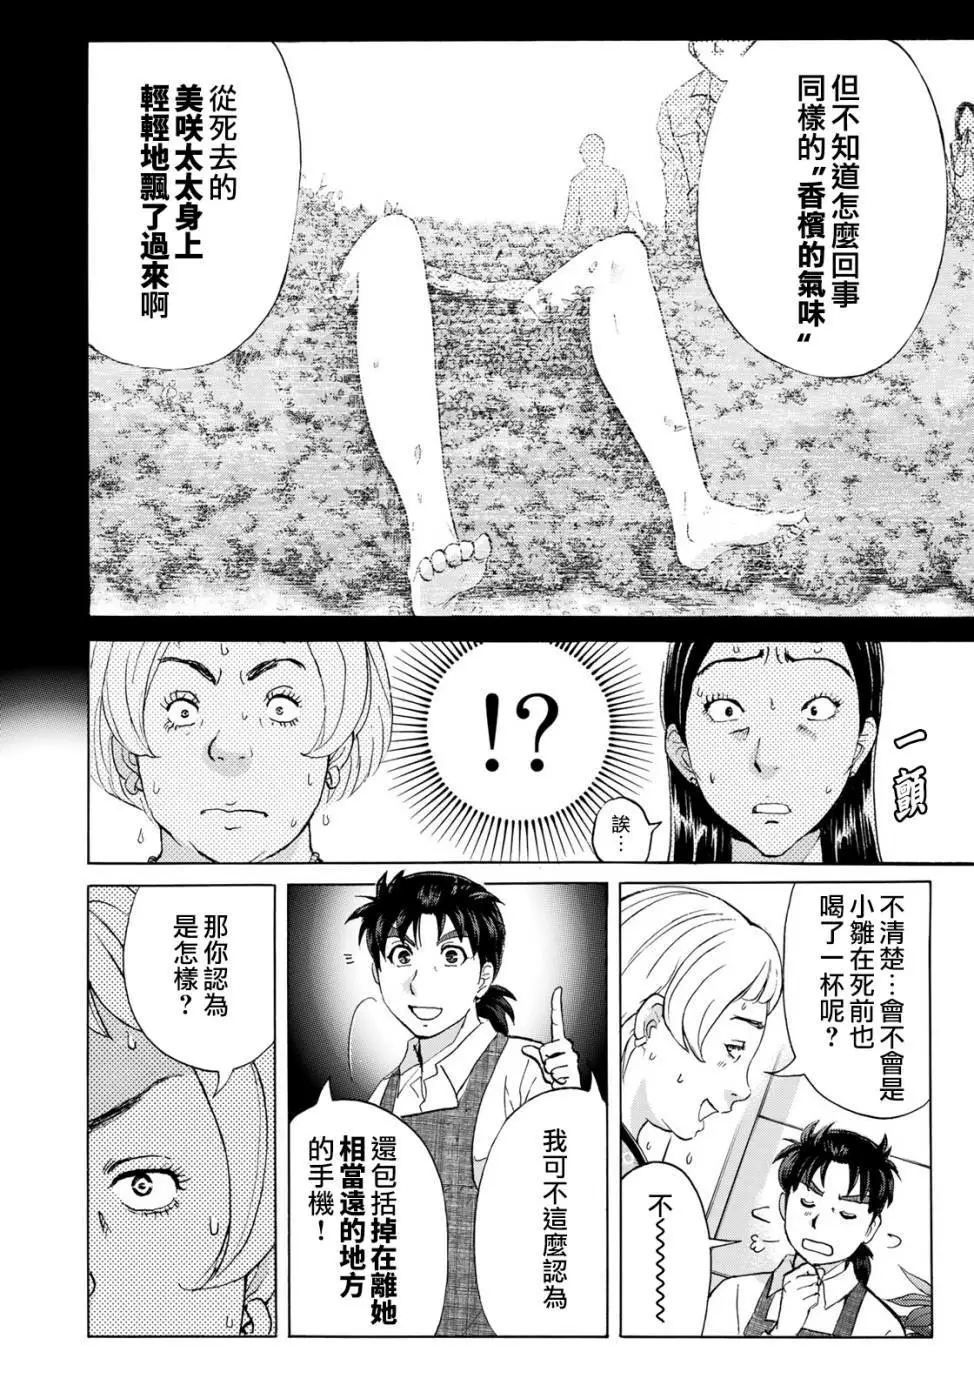 但不知道怎麼回事
同樣的"香檳的氣味"
從死去的
美咲太太身上
輕輕地飄了過來啊
一顫
誒…
!?
不清楚…會不會是
小雛在死前也
喝了一杯呢?
不~~~~~
我可不這麼認為
還包括掉在離她
相當遠的地方
的手機!
那你認為
是怎樣?